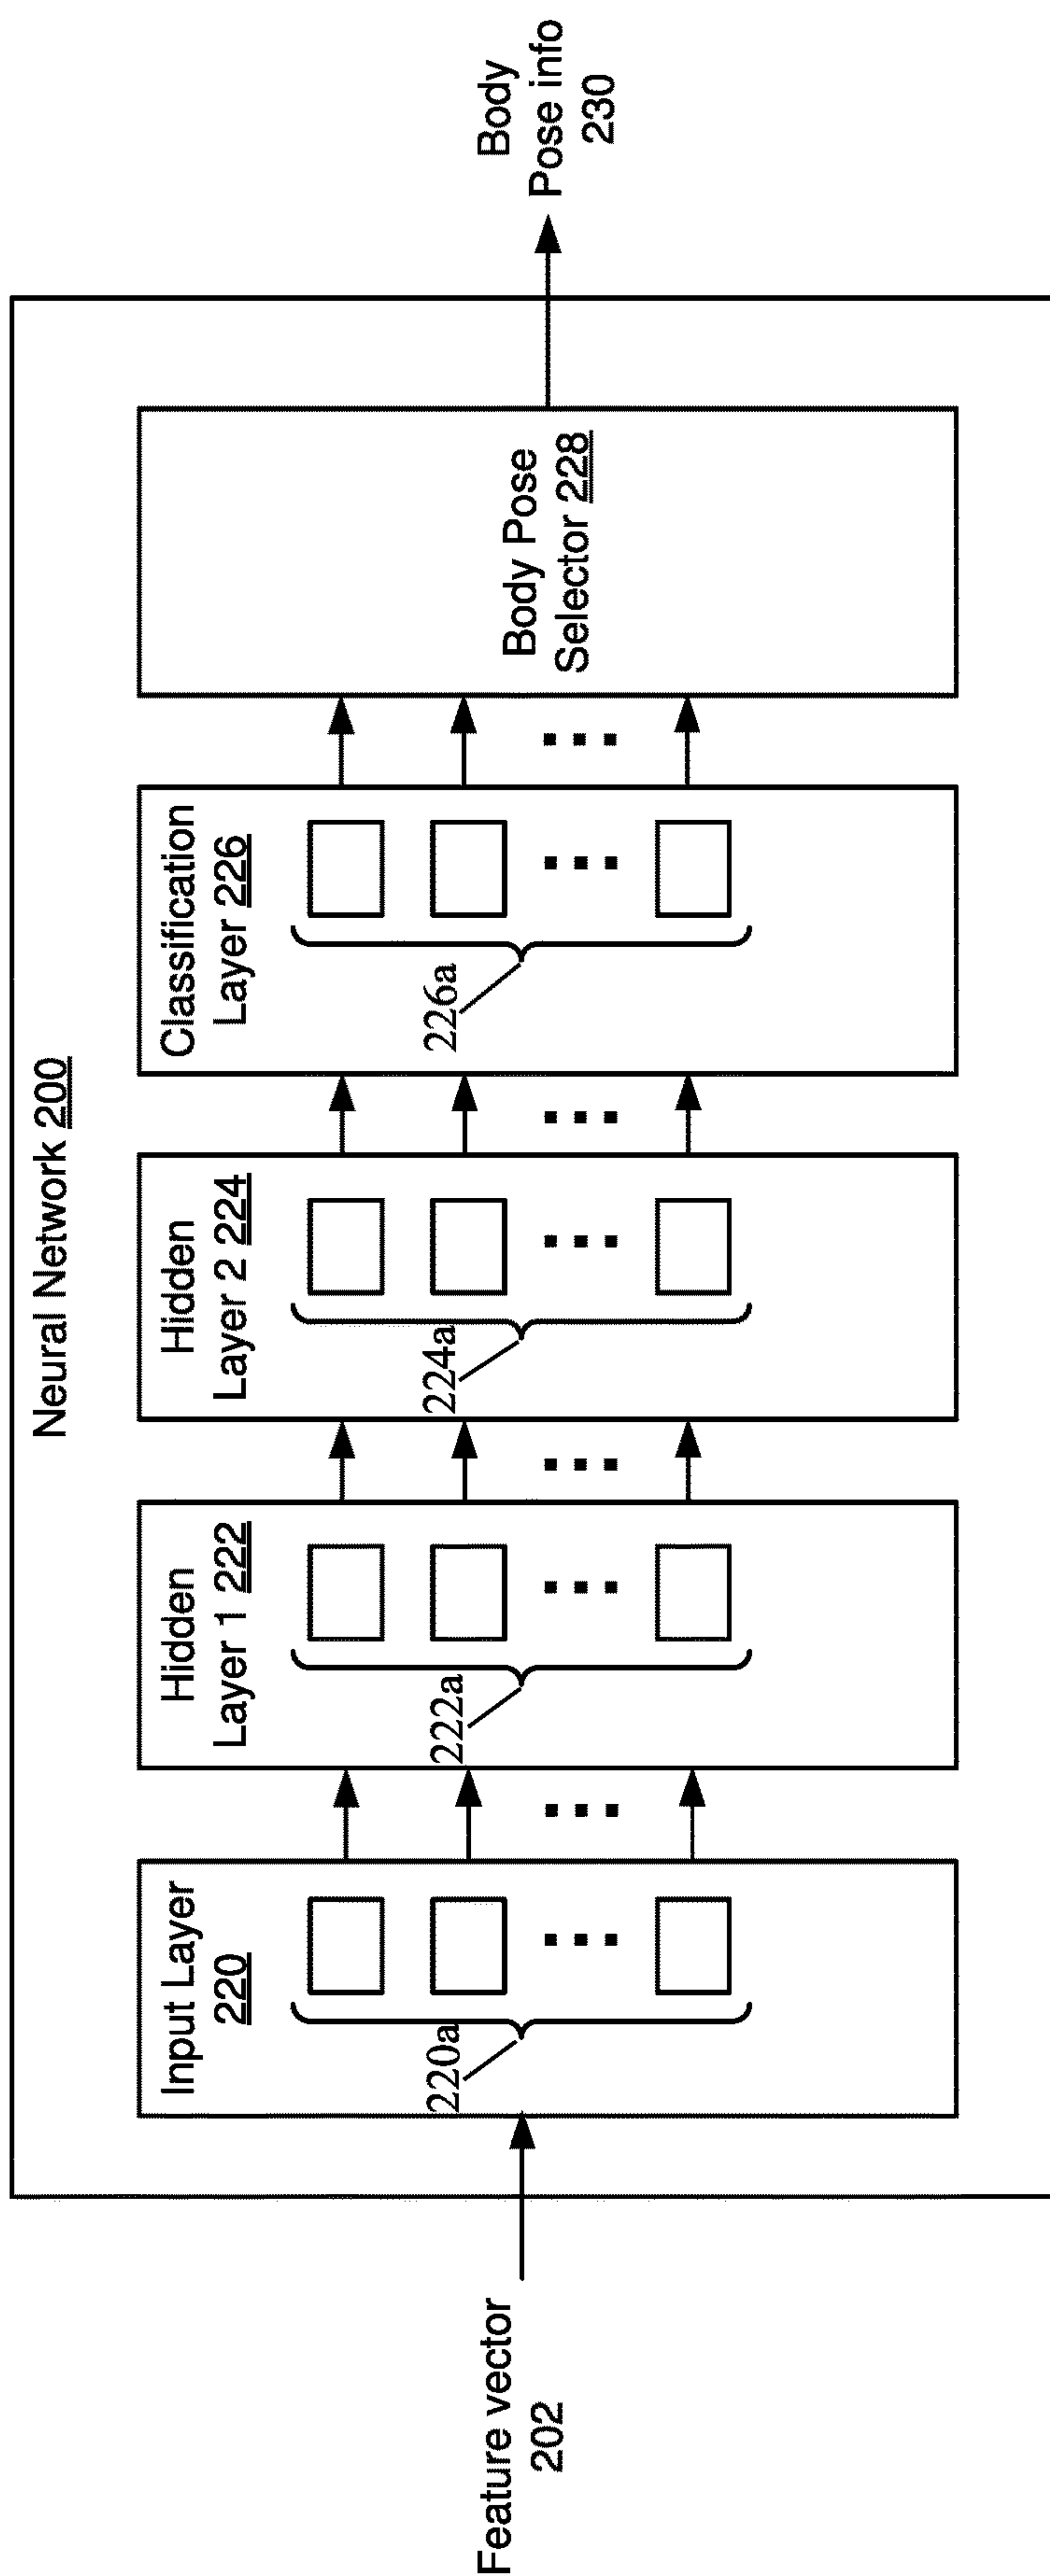 Neural Network 200
Feature vector
202
Input Layer
220
220a
Hidden
Layer 1 222
222a
Hidden
Layer 2 224
224a
Classification
Layer 226
226a
Body Pose
Selector 228
Body
Pose info
230